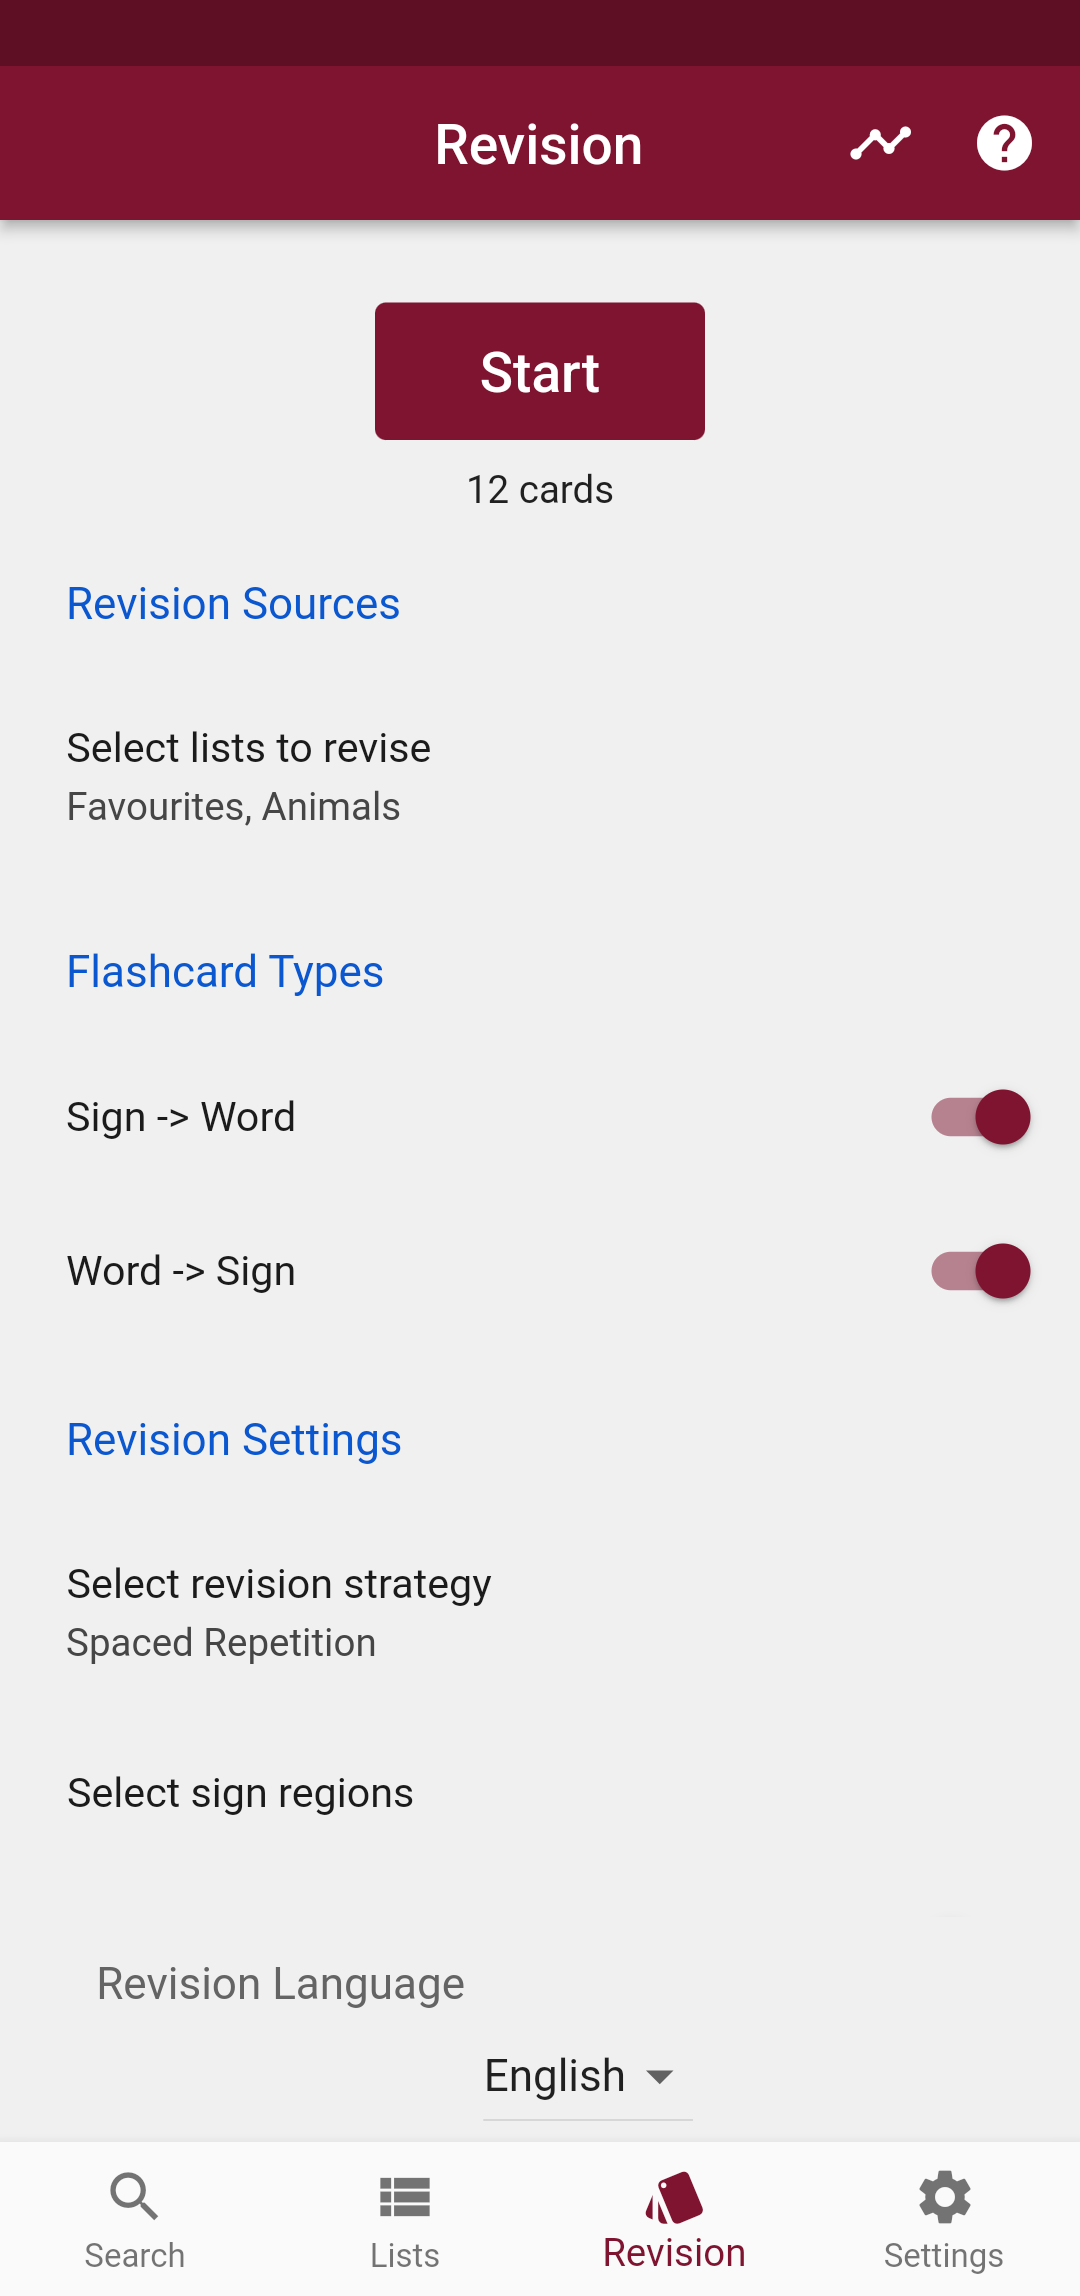 Revision
Start
12 cards
Revision Sources
Select lists to revise
Favourites, Animals
Flashcard Types
Sign -> Word
Word -> Sign
Revision Settings
Select revision strategy
Spaced Repetition
Select sign regions
Revision Language
English
Search
Lists
Revision
Settings